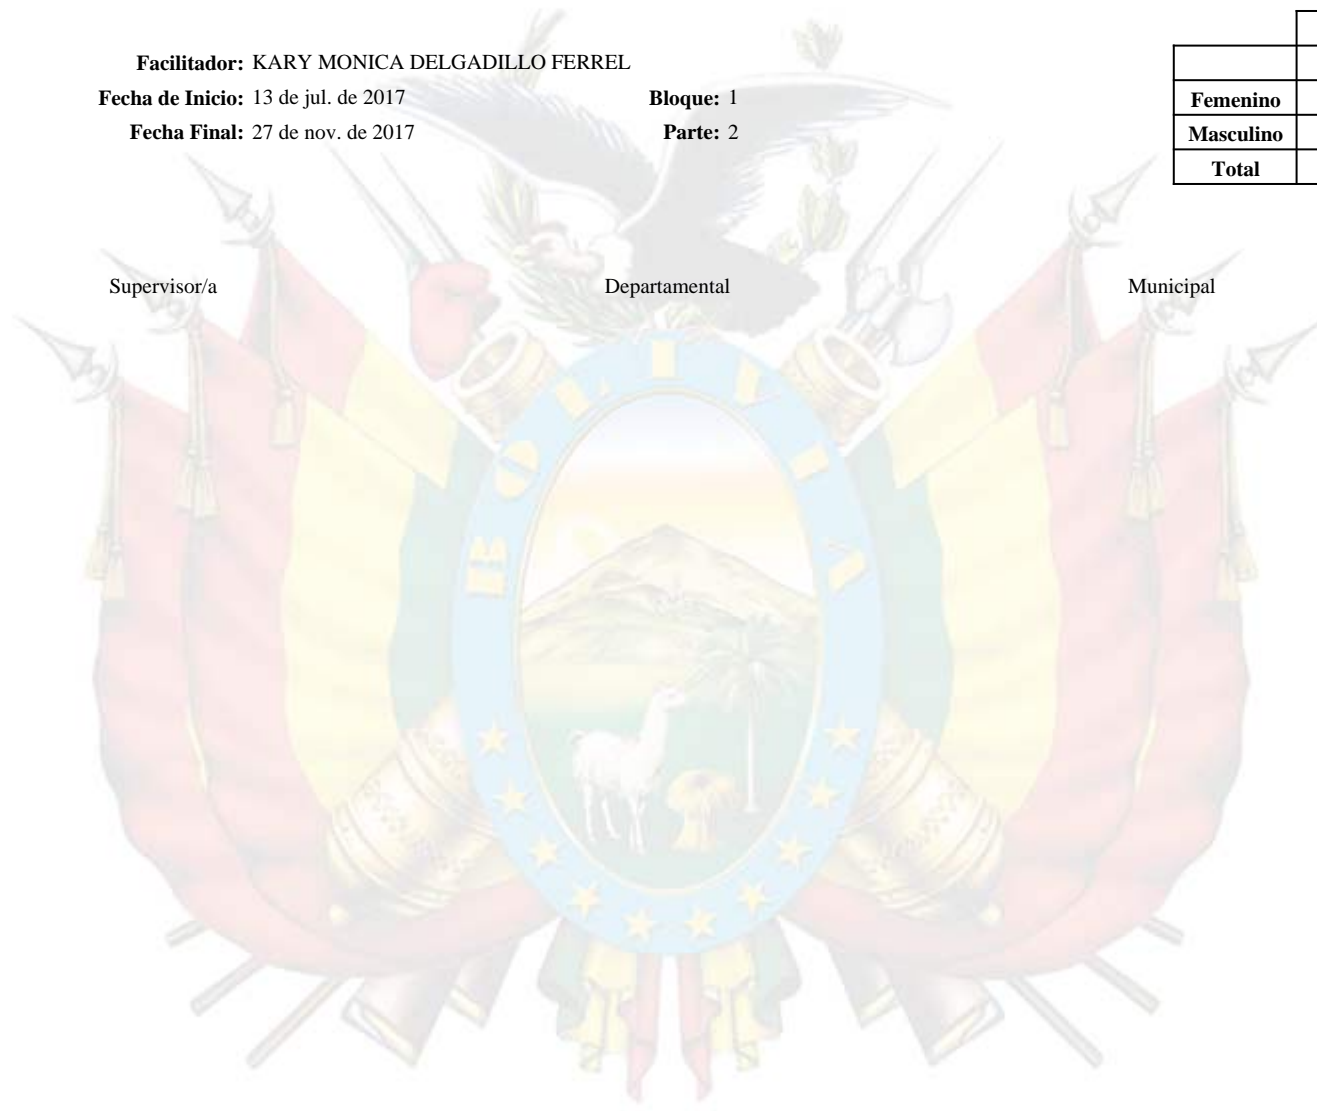 Facilitador: KARY MONICA DELGADILLO FERREL
Fecha de Inicio: 13 de jul. de 2017 Bloque: 1
Fecha Final: 27 de nov. de 2017 Parte: 2
Femenino
Masculino
Total
Supervisor/a Departamental Municipal
BOLIVIA